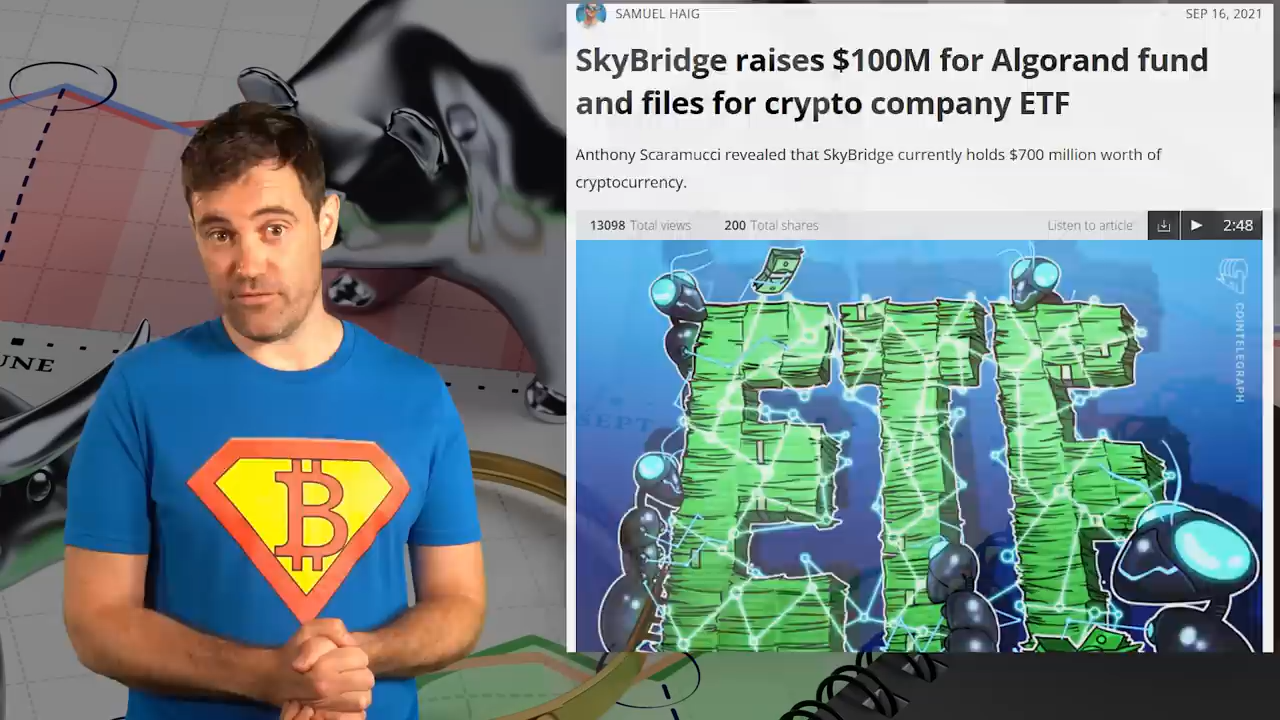 SAMUEL HAIG
SEP 16, 2021
SkyBridge raises $100M for Algorand fund
and files for crypto company ETF
Anthony Scaramucci revealed that SkyBridge currently holds $700 million worth of
cryptocurrency.
13098 Total views 200 Total shares Listen to article 2:48
ETF
COINTELEGRAPH
UNE
SEPT
B